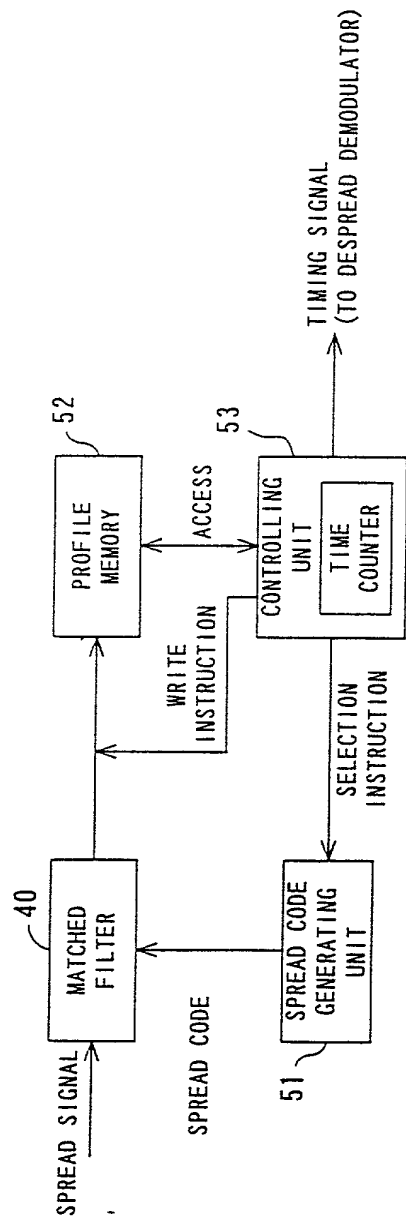 SPREAD SIGNAL
40
MATCHED
FILTER
52
PROFILE
MEMORY
SPREAD CODE
WRITE
INSTRUCTION
ACCESS
53
51
SPREAD CODE
GENERATING
UNIT
SELECTION
INSTRUCTION
CONTROLLING
UNIT
TIME
COUNTER
TIMING SIGNAL
(TO DESPREAD DEMODULATOR)